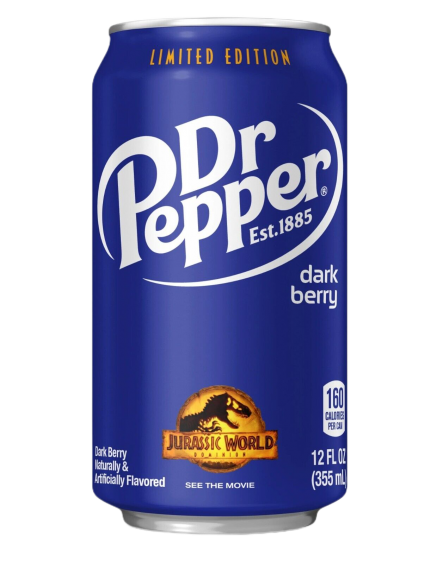 LIMITED EDITION
Dr
Pepper®
Est.1885
dark
berry
160
CALORIES
PER CAN
JURASSIC WORLD
DOMINION
Dark Berry
Naturally &
Artificially Flavored
SEE THE MOVIE
12 FL OZ
(355 mL)